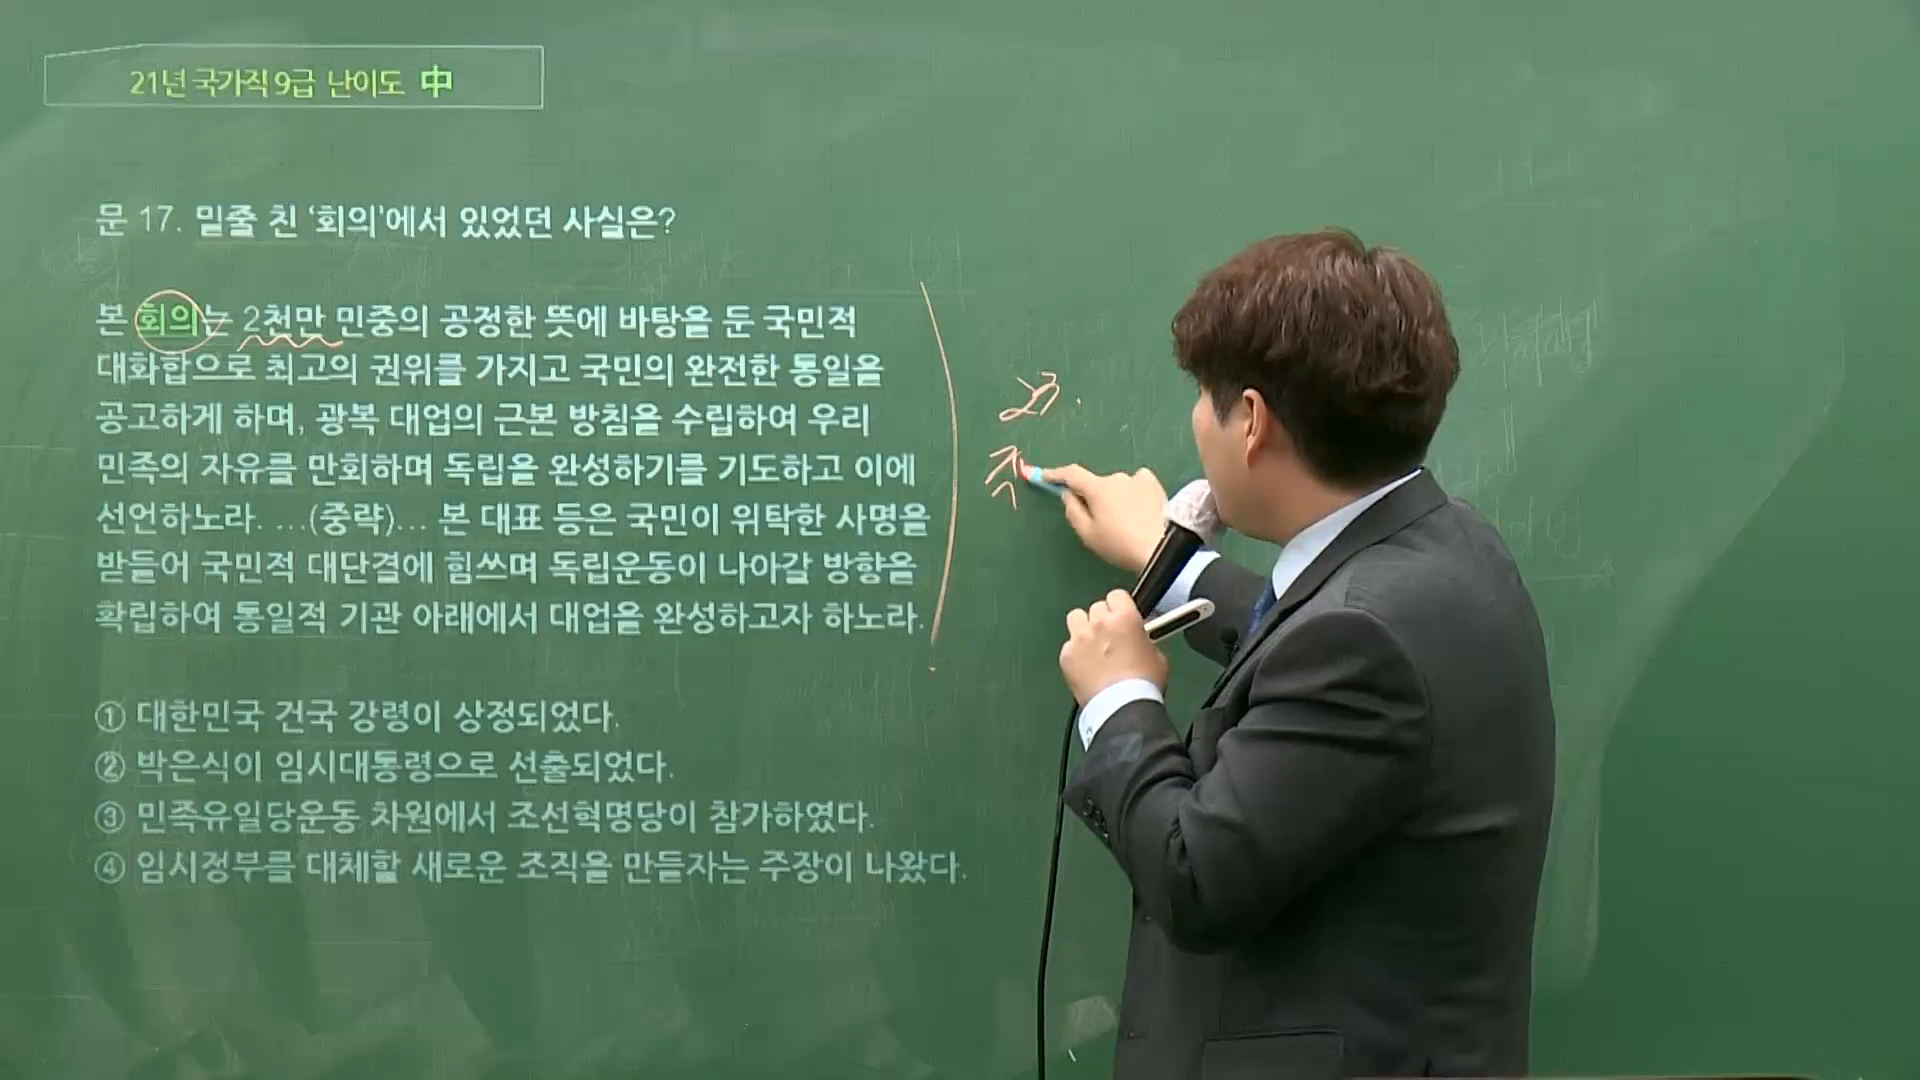 21년 국가직 9급 난이도 中
문 17. 밑줄 친 ‘회의’에서 있었던 사실은?
본 회의는 2천만 민중의 공정한 뜻에 바탕을 둔 국민적
대화합으로 최고의 권위를 가지고 국민의 완전한 통일을
공고하게 하며, 광복 대업의 근본 방침을 수립하여 우리
민족의 자유를 만회하며 독립을 완성하기를 기도하고 이에
선언하노라. …(중략)… 본 대표 등은 국민이 위탁한 사명을
받들어 국민적 대단결에 힘쓰며 독립운동이 나아갈 방향을
확립하여 통일적 기관 아래에서 대업을 완성하고자 하노라.
① 대한민국 건국 강령이 상정되었다.
② 박은식이 임시대통령으로 선출되었다.
③ 민족유일당운동 차원에서 조선혁명당이 참가하였다.
④ 임시정부를 대체할 새로운 조직을 만들자는 주장이 나왔다.
23.